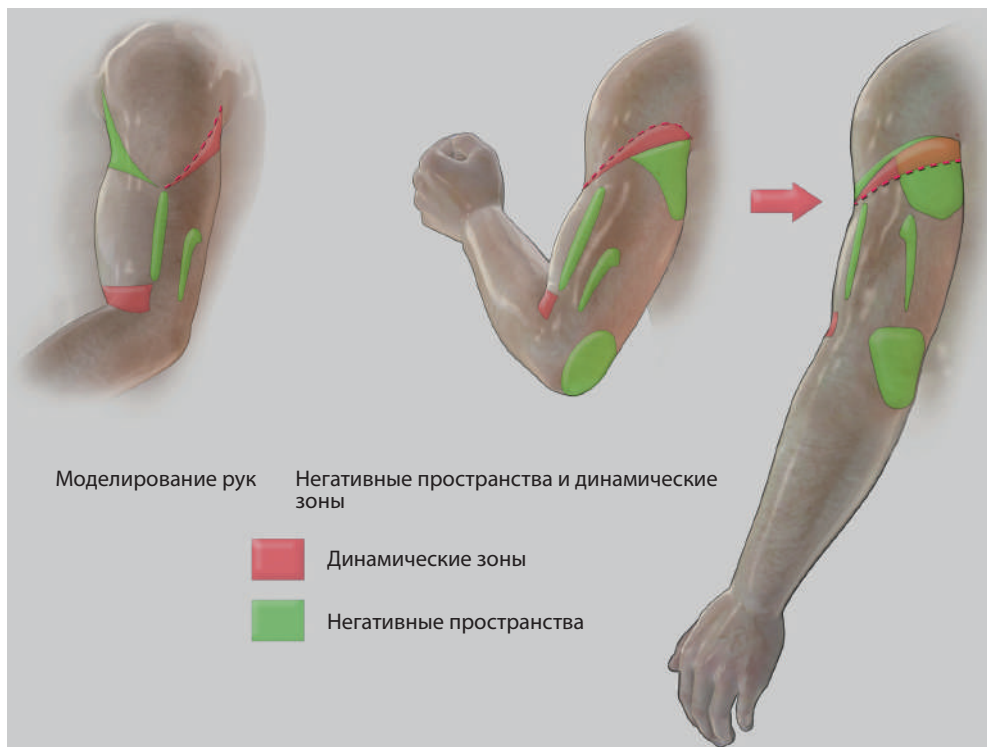 Моделирование рук
Негативные пространства и динамические
зоны
Динамические зоны
Негативные пространства